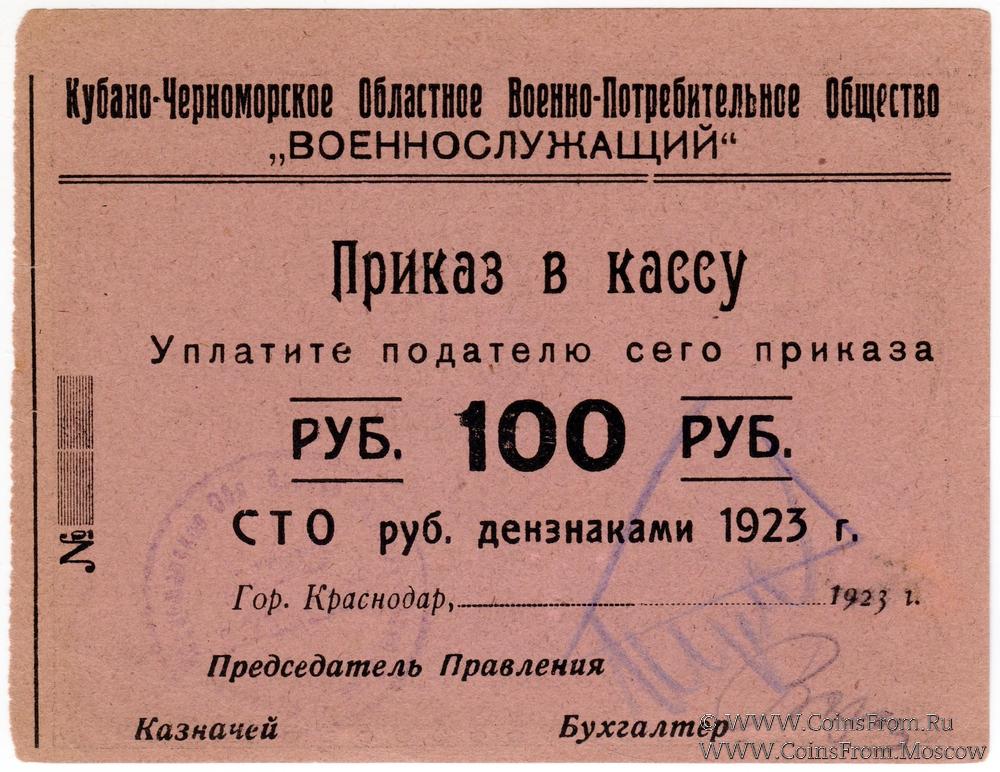 Кубано-Черноморское Областное Военно-Потребительное Общество
„ВОЕННОСЛУЖАЩИЙ“
Приказ в кассу
Уплатите подателю сего приказа
РУБ. 100 РУБ.
СТО руб. дензнаками 1923 г.
Гор. Краснодар, 1923 г.
Председатель Правления
Казначей Бухгалтер
№
© WWW.CoinsFrom.Ru
WWW.CoinsFrom.Moscow